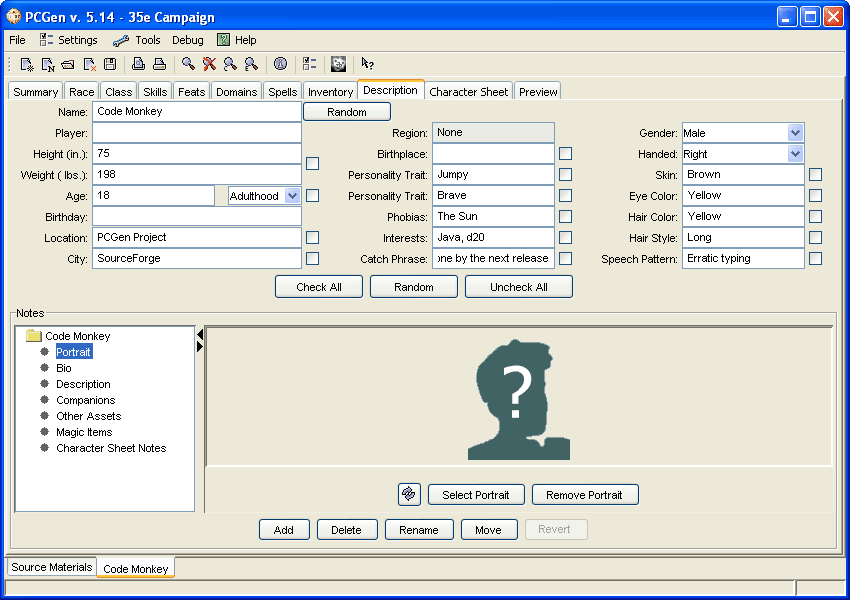 PCGen v. 5.14 - 35e Campaign
File Settings Tools Debug Help
Summary Race Class Skills Feats Domains Spells Inventory Description Character Sheet Preview
Name: Code Monkey Random
Player: Region: None Gender: Male
Height (in.): 75 Birthplace: Handed: Right
Weight ( lbs.): 198 Personality Trait: Jumpy Skin: Brown
Age: 18 Adulthood Personality Trait: Brave Eye Color: Yellow
Birthday: Phobias: The Sun Hair Color: Yellow
Location: PCGen Project Interests: Java, d20 Hair Style: Long
City: SourceForge Catch Phrase: one by the next release Speech Pattern: Erratic typing
Check All Random Uncheck All
Notes
Code Monkey
Portrait
Bio
Description
Companions
Other Assets
Magic Items
Character Sheet Notes
?
Select Portrait Remove Portrait
Add Delete Rename Move Revert
Source Materials Code Monkey